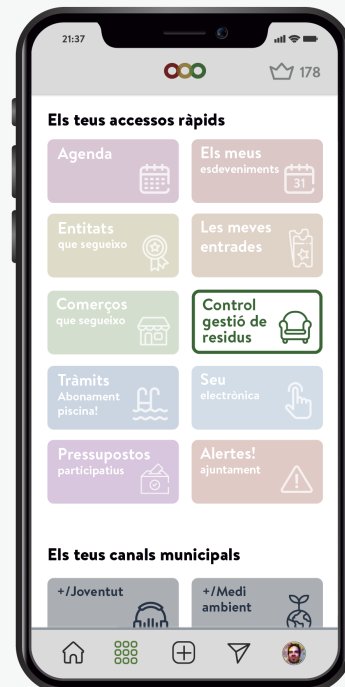 21:37
178
Els teus accessos ràpids
Agenda
Els meus
esdeveniments
31
Entitats
que segueixo
Les meves
entrades
Comerços
que segueixo
Control
gestió de
residus
Tràmits
Abonament
piscina!
Seu
electrònica
Pressupostos
participatius
Alertes!
ajuntament
Els teus canals municipals
+/Joventut
+/Medi
ambient